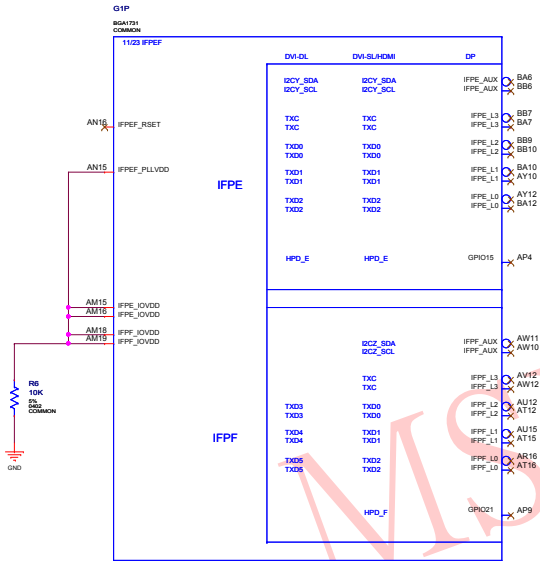 G1P
BGA1731
COMMON
11/23 IFPEF
DVI-DL DVI-SL/HDMI DP
I2CY_SDA I2CY_SDA IFPE_AUX BA6
I2CY_SCL I2CY_SCL IFPE_AUX BB6
AN16 IFPEF_RSET
TXC TXC IFPE_L3 BB7
TXC TXC IFPE_L3 BA7
TXD0 TXD0 IFPE_L2 BB9
TXD0 TXD0 IFPE_L2 BB10
AN15 IFPEF_PLLVDD
TXD1 TXD1 IFPE_L1 BA10
TXD1 TXD1 IFPE_L1 AY10
IFPE
TXD2 TXD2 IFPE_L0 AY12
TXD2 TXD2 IFPE_L0 BA12
HPD_E HPD_E GPIO15 AP4
AM15 IFPE_IOVDD
AM16 IFPE_IOVDD
AM18 IFPF_IOVDD
AM19 IFPF_IOVDD
I2CZ_SDA IFPF_AUX AW11
I2CZ_SCL IFPF_AUX AW10
TXC IFPF_L3 AV12
TXC IFPF_L3 AW12
R6
10K
5%
0402
COMMON
TXD3 TXD0 IFPF_L2 AU12
TXD3 TXD0 IFPF_L2 AT12
TXD4 TXD1 IFPF_L1 AU15
TXD4 TXD1 IFPF_L1 AT15
IFPF
TXD5 TXD2 IFPF_L0 AR16
TXD5 TXD2 IFPF_L0 AT16
GND
HPD_F GPIO21 AP9
MS